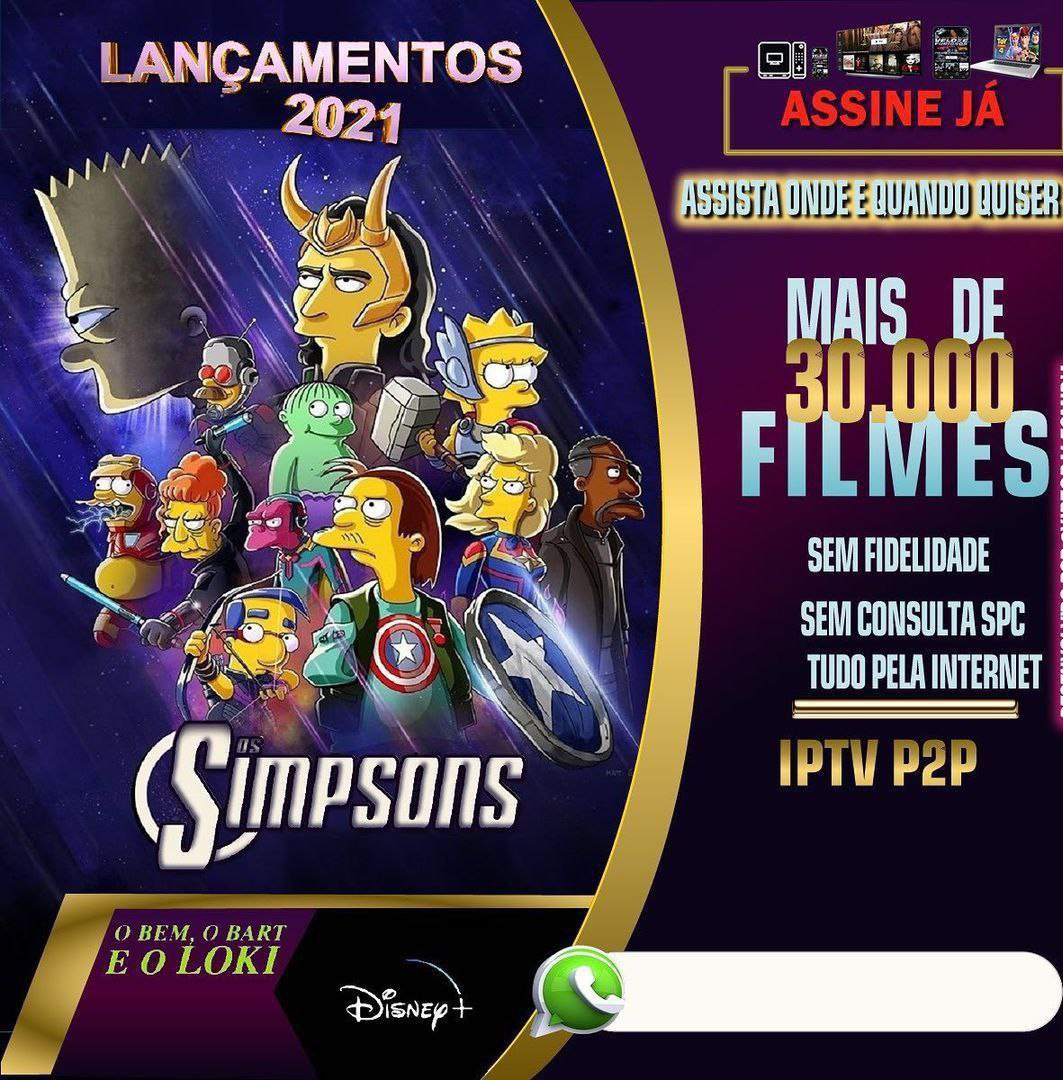 LANÇAMENTOS
2021
OS
SIMPSONS
O BEM, O BART
E O LOKI
Disney+
ASSINE JÁ
ASSISTA ONDE E QUANDO QUISER
MAIS DE
30.000
FILMES
SEM FIDELIDADE
SEM CONSULTA SPC
TUDO PELA INTERNET
IPTV P2P